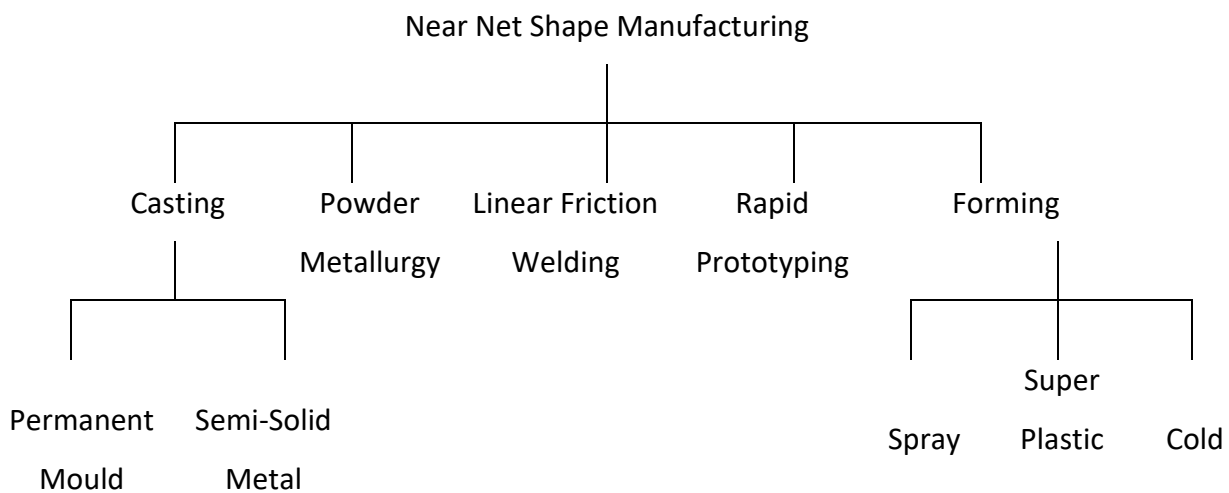 Near Net Shape Manufacturing
Casting
Powder
Metallurgy
Linear Friction
Welding
Rapid
Prototyping
Forming
Permanent
Mould
Semi-Solid
Metal
Spray
Super
Plastic
Cold